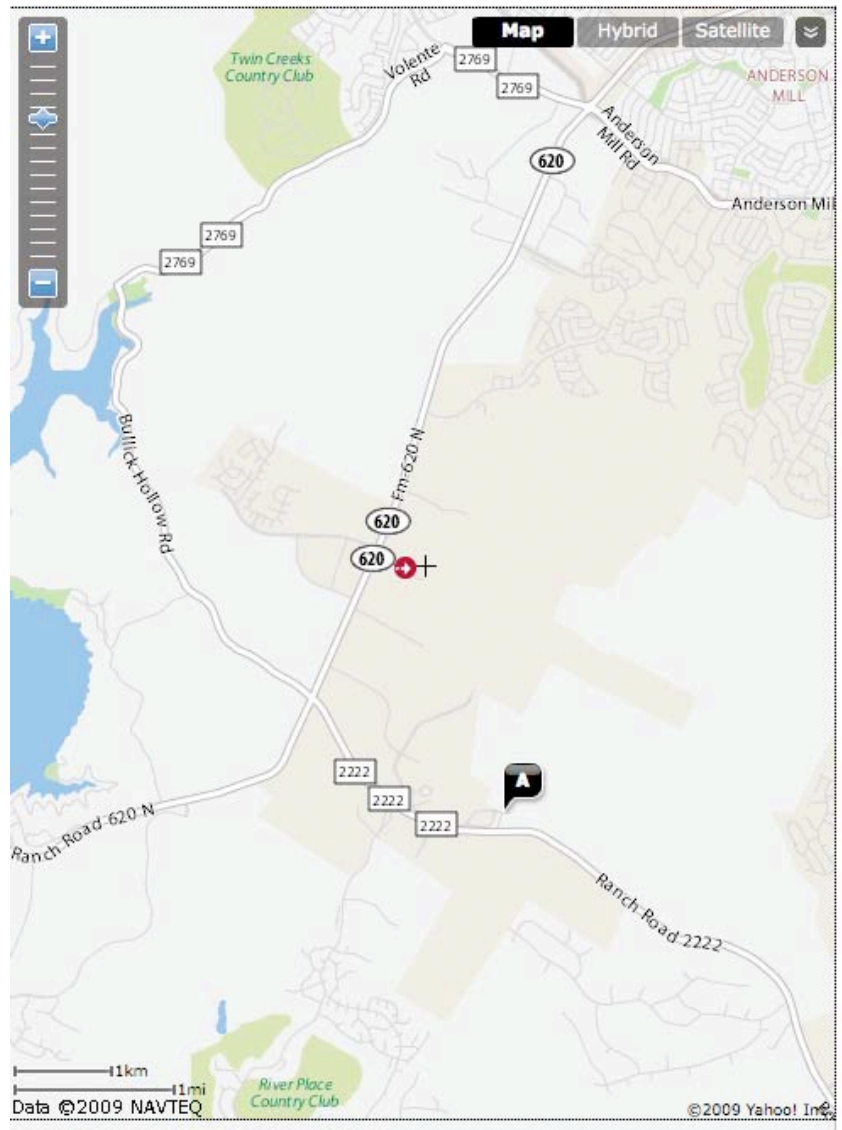 Map Hybrid Satellite
Twin Creeks
Country Club
Volente
Rd
2769
2769
ANDERSON
MILL
Anderson
Mill Rd
620
Anderson Mil
2769
2769
Bullick Hollow Rd
Fm-620 N
620
620
2222
A
2222
2222
Ranch Road 620 N
Ranch Road 2222
1km
1mi
River Place
Country Club
Data ©2009 NAVTEQ
©2009 Yahoo! Inc.